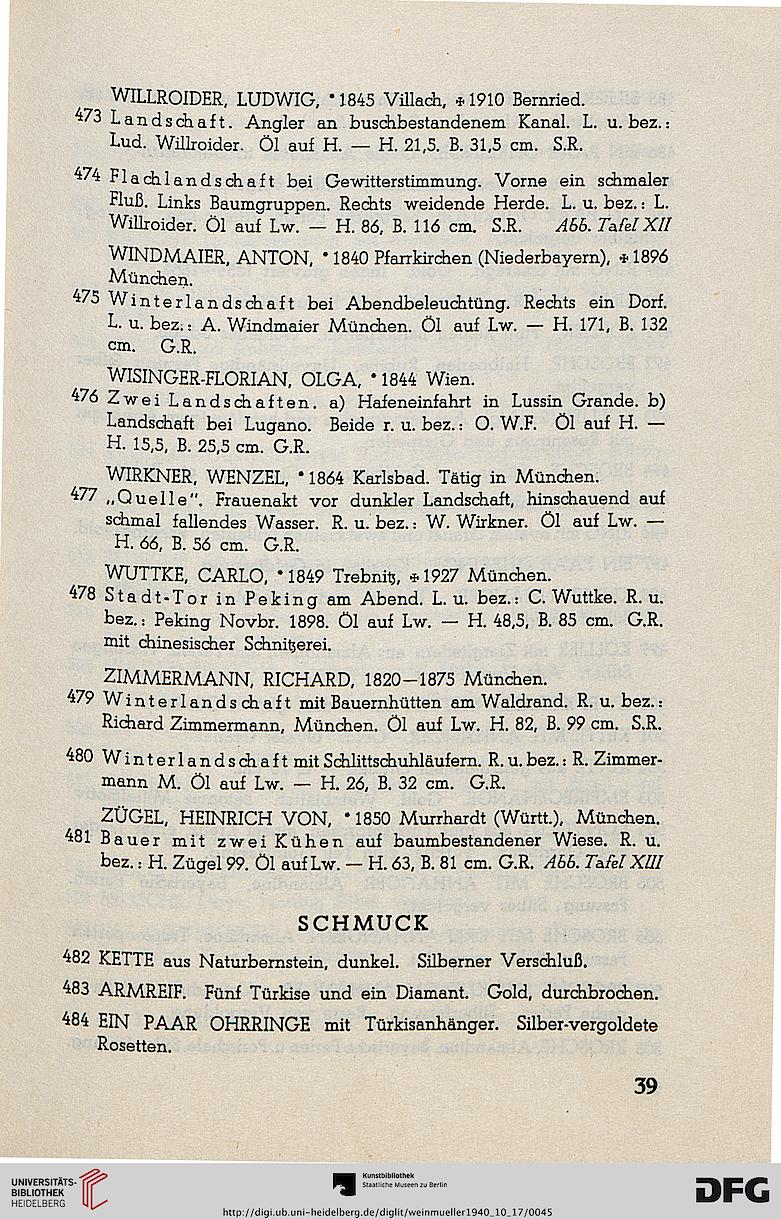 WILLROIDER, LUDWIG, *1845 Villach, ✠1910 Bernried.
473 Landschaft. Angler an buschbestandenem Kanal. L. u. bez.:
Lud. Willroider. Öl auf H. — H. 21,5, B. 31,5 cm. S.R.
474 Flachlandschaft bei Gewitterstimmung. Vorne ein schmaler
Fluß. Links Baumgruppen. Rechts weidende Herde. L. u. bez.: L.
Willroider. Öl auf Lw. — H. 86, B. 116 cm. S.R. Abb. Tafel XII
WINDMAIER, ANTON, *1840 Pfarrkirchen (Niederbayern), ✠1896
München.
475 Winterlandschaft bei Abendbeleuchtüng. Rechts ein Dorf.
L. u. bez.: A. Windmaier München. Öl auf Lw. — H. 171, B. 132
cm. G.R.
WISINGER-FLORIAN, OLGA, *1844 Wien.
476 Zwei Landschaften. a) Hafeneinfahrt in Lussin Grande. b)
Landschaft bei Lugano. Beide r. u. bez.: O. W.F. Öl auf H. —
H. 15,5, B. 25,5 cm. G.R.
WIRKNER, WENZEL, *1864 Karlsbad. Tätig in München.
477 „Quelle". Frauenakt vor dunkler Landschaft, hinschauend auf
schmal fallendes Wasser. R. u. bez.: W. Wirkner. Öl auf Lw. —
H. 66, B. 56 cm. G.R.
WUTTKE, CARLO, *1849 Trebnitz, ✠1927 München.
478 Stadt-Tor in Peking am Abend. L. u. bez.: C. Wuttke. R. u.
bez.: Peking Novbr. 1898. Öl auf Lw. — H. 48,5, B. 85 cm. G.R.
mit chinesischer Schnitzerei.
ZIMMERMANN, RICHARD, 1820—1875 München.
479 Winterlandschaft mit Bauernhütten am Waldrand. R. u. bez.:
Richard Zimmermann, München. Öl auf Lw. H. 82, B. 99 cm. S.R.
480 Winterlandschaft mit Schlittschuhläufern. R. u. bez.: R. Zimmer-
mann M. Öl auf Lw. — H. 26, B. 32 cm. G.R.
ZÜGEL, HEINRICH VON, *1850 Murrhardt (Württ.), München.
481 Bauer mit zwei Kühen auf baumbestandener Wiese. R. u.
bez.: H. Zügel 99. Öl auf Lw. — H. 63, B. 81 cm. G.R. Abb. Tafel XIII
SCHMUCK
482 KETTE aus Naturbernstein, dunkel. Silberner Verschluß.
483 ARMREIF. Fünf Türkise und ein Diamant. Gold, durchbrochen.
484 EIN PAAR OHRRINGE mit Türkisanhänger. Silber-vergoldete
Rosetten.
39
UNIVERSITÄTS-
BIBLIOTHEK
HEIDELBERG
Kunstbibliothek
Staatliche Museen zu Berlin
DFG
http://digi.ub.uni-heidelberg.de/diglit/weinmueller1940_10_17/0045